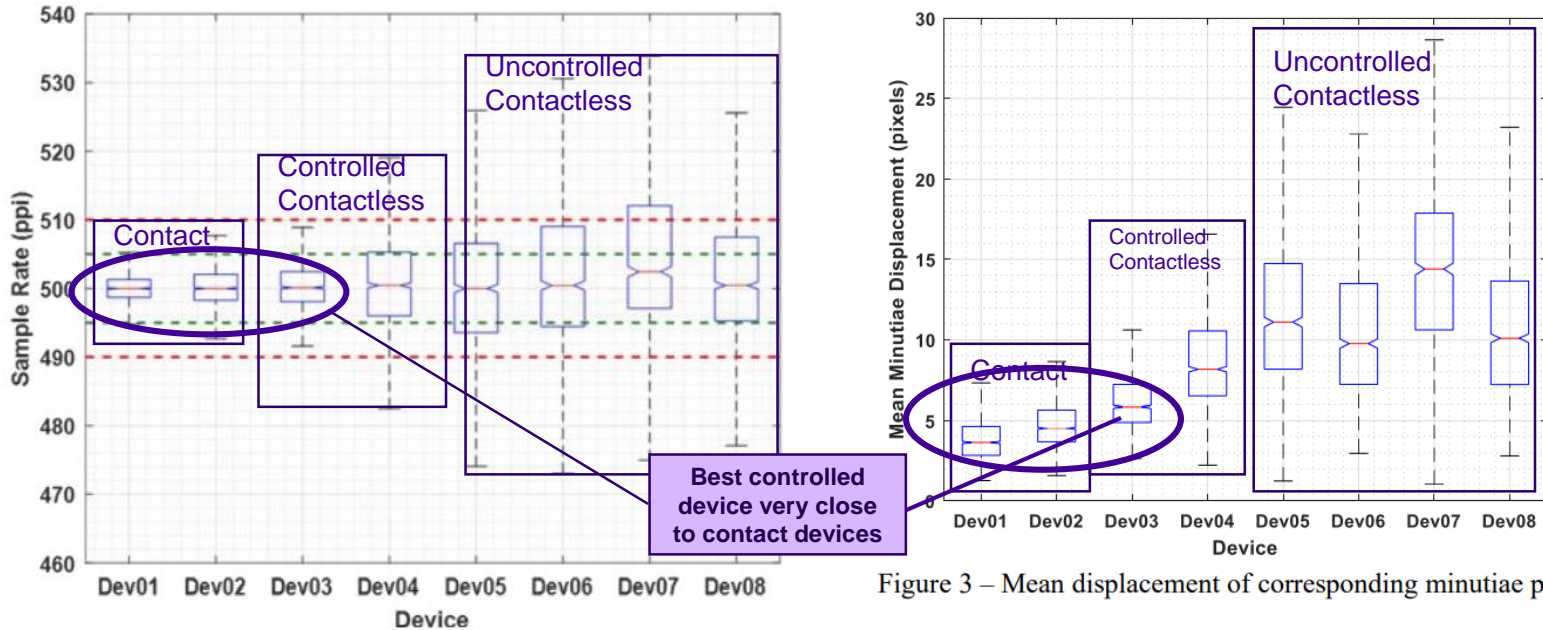 540
530
520
510
500
490
480
470
460
Sample Rate (ppi)
Contact
Controlled
Contactless
Uncontrolled
Contactless
Dev01 Dev02 Dev03 Dev04 Dev05 Dev06 Dev07 Dev08
Device
Best controlled
device very close
to contact devices
30
25
20
15
10
5
0
Mean Minutiae Displacement (pixels)
Contact
Controlled
Contactless
Uncontrolled
Contactless
Dev01 Dev02 Dev03 Dev04 Dev05 Dev06 Dev07 Dev08
Device
Figure 3 – Mean displacement of corresponding minutiae p